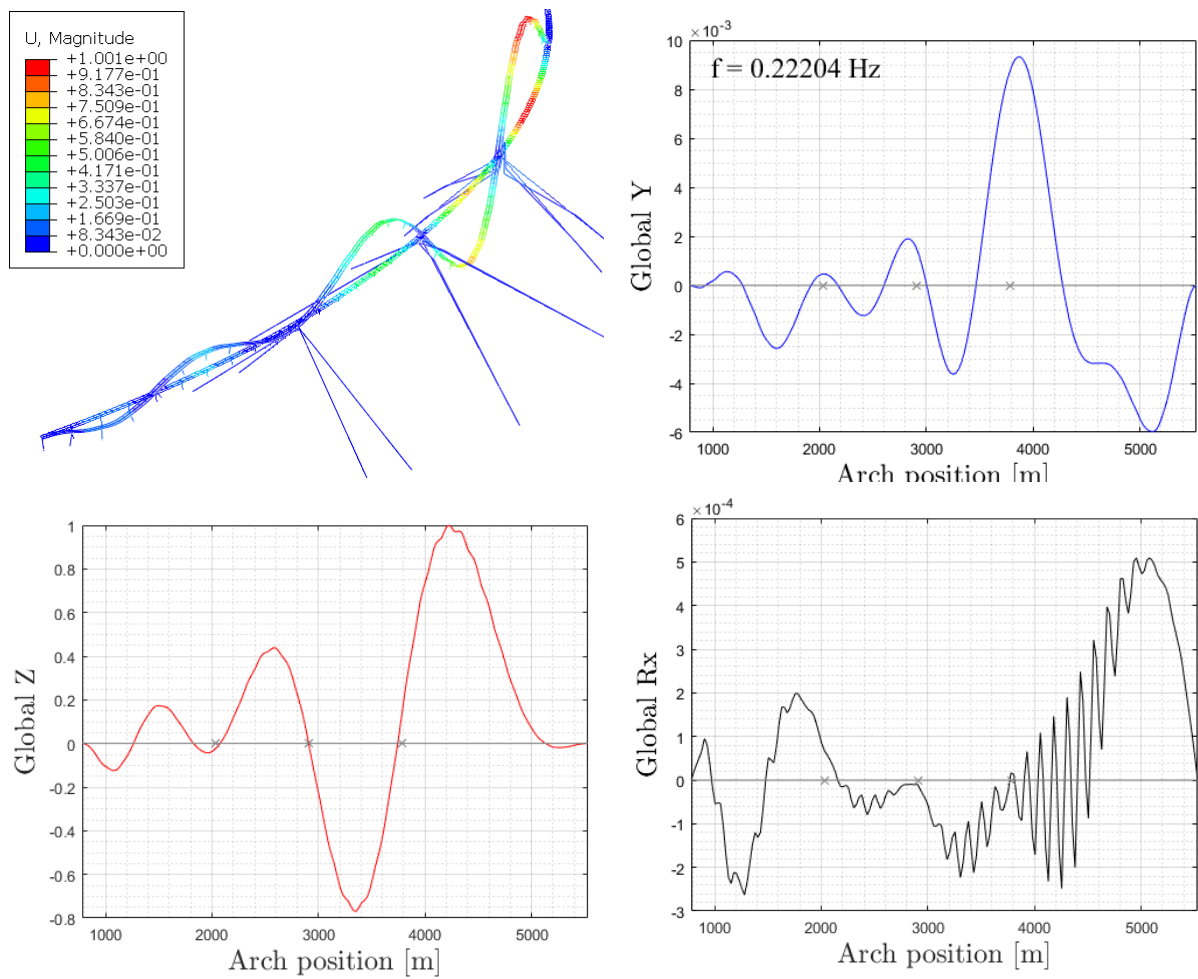 U, Magnitude
+1.001e+00
+9.177e-01
+8.343e-01
+7.509e-01
+6.674e-01
+5.840e-01
+5.006e-01
+4.171e-01
+3.337e-01
+2.503e-01
+1.669e-01
+8.343e-02
+0.000e+00
×10⁻³
f = 0.22204 Hz
10
8
6
4
2
0
-2
-4
-6
Global Y
1000 2000 3000 4000 5000
Arch position [m]
1
0.8
0.6
0.4
0.2
0
-0.2
-0.4
-0.6
-0.8
Global Z
1000 2000 3000 4000 5000
Arch position [m]
×10⁻⁴
6
5
4
3
2
1
0
-1
-2
-3
Global Rx
1000 2000 3000 4000 5000
Arch position [m]